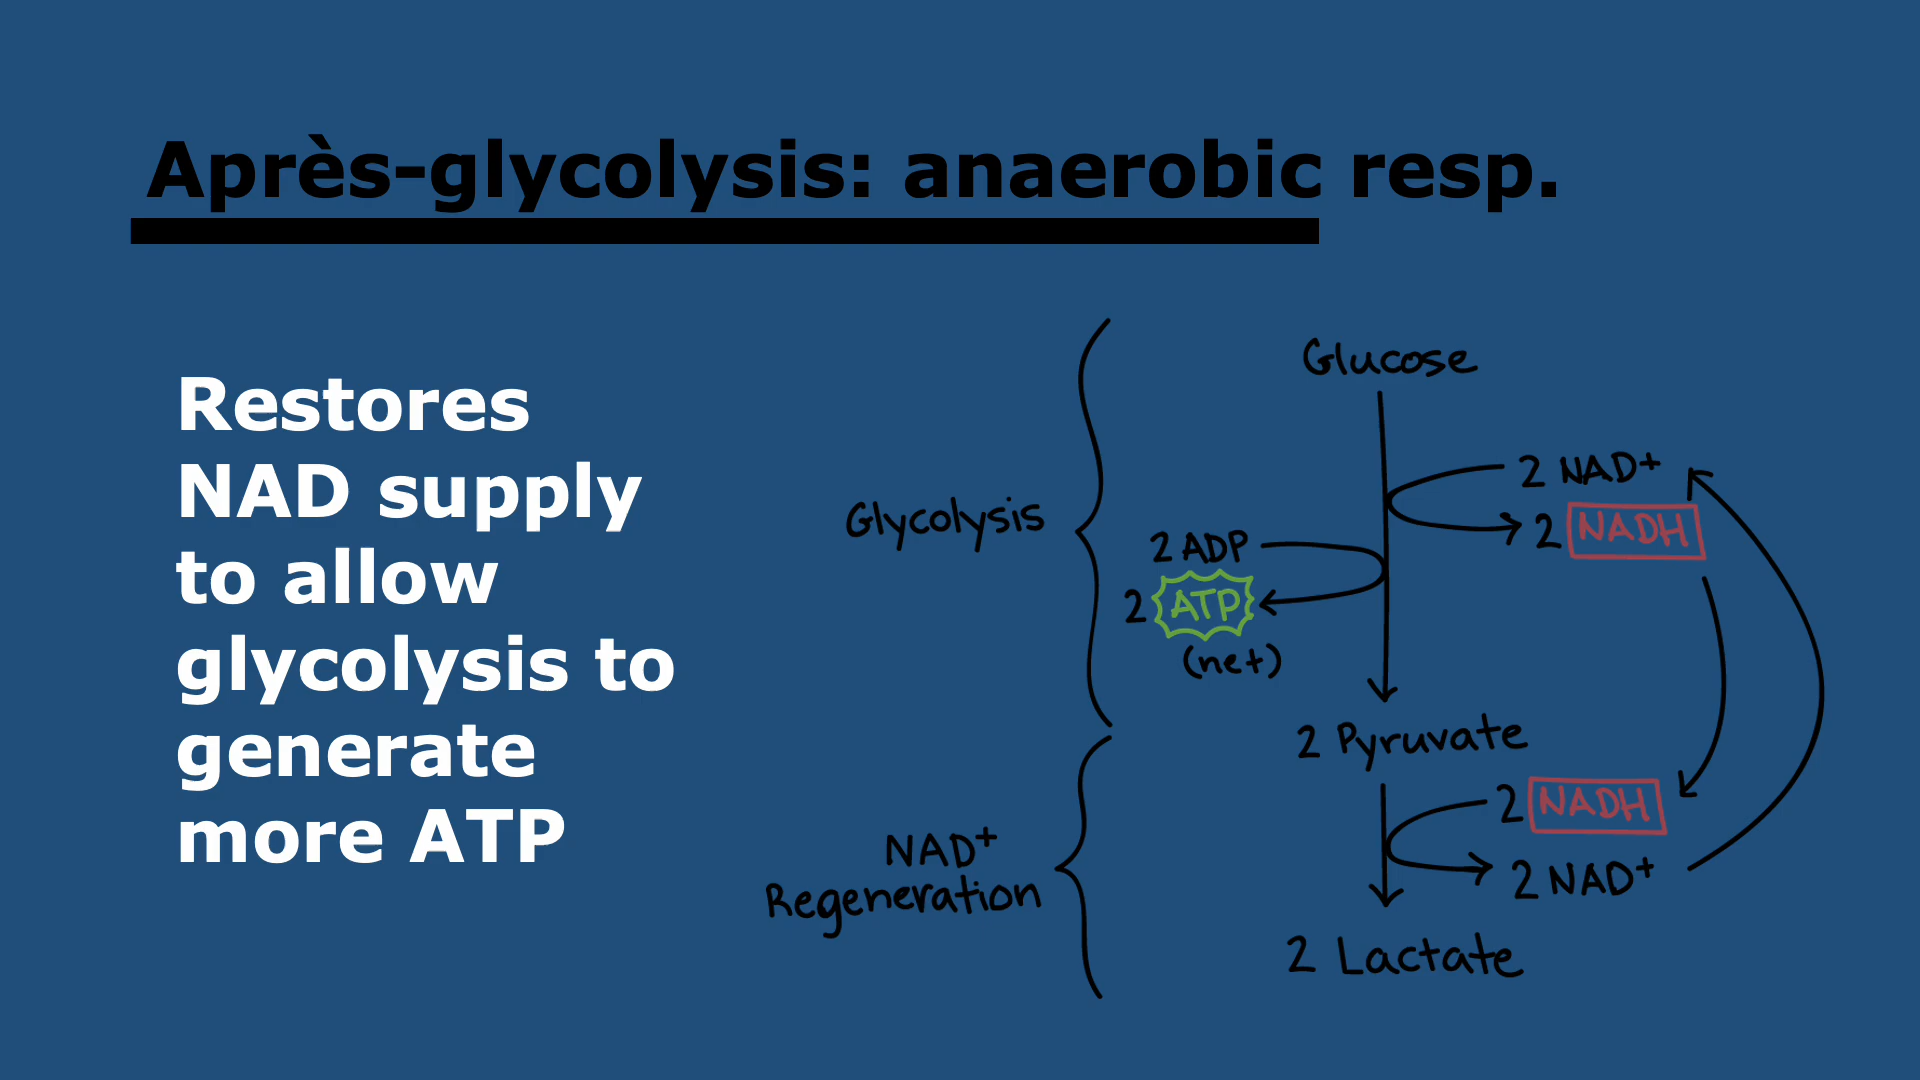 Après-glycolysis: anaerobic resp.
Restores
NAD supply
to allow
glycolysis to
generate
more ATP
Glucose
2 NAD+
2 NADH
Glycolysis
2 ADP
2 ATP
(net)
2 Pyruvate
2 NADH
NAD+
Regeneration
2 NAD+
2 Lactate